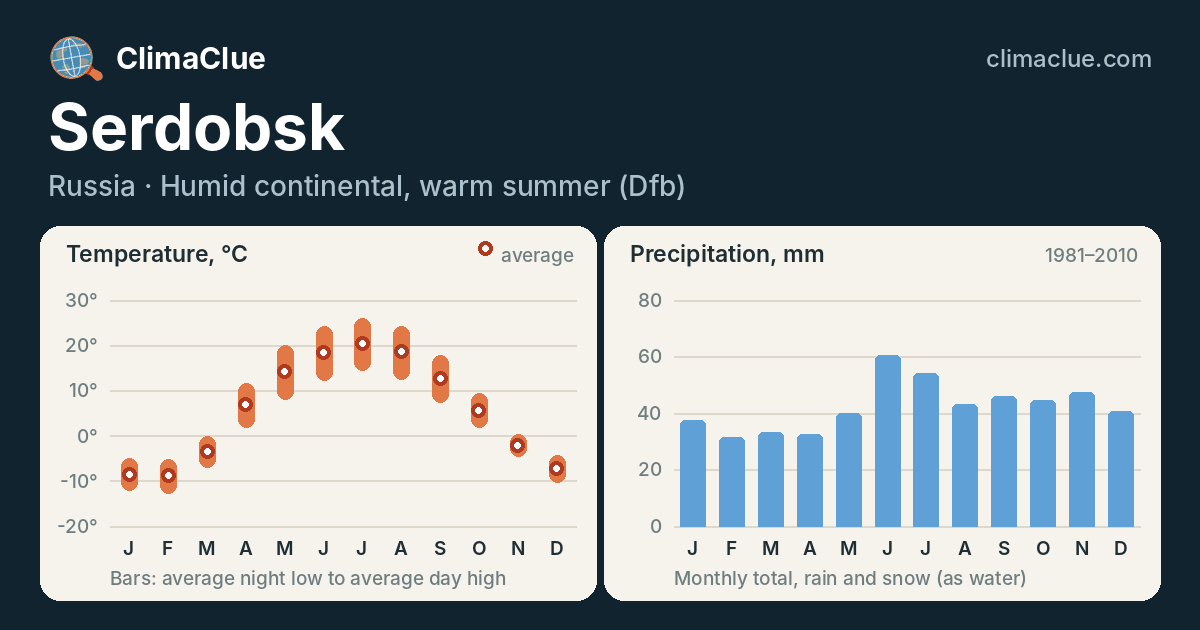 ClimaClue
climaclue.com
Serdobsk
Russia · Humid continental, warm summer (Dfb)
Temperature, °C
average
30°
20°
10°
0°
-10°
-20°
J F M A M J J A S O N D
Bars: average night low to average day high
Precipitation, mm
1981–2010
80
60
40
20
0
J F M A M J J A S O N D
Monthly total, rain and snow (as water)